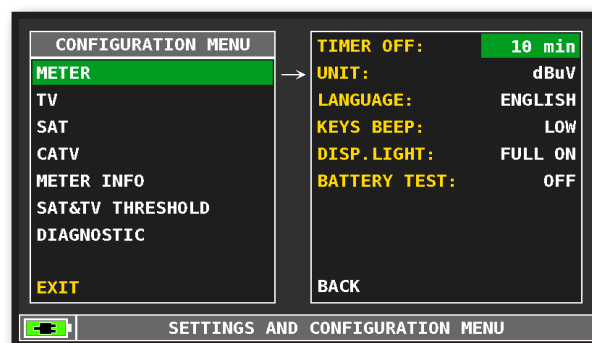 CONFIGURATION MENU
METER
TV
SAT
CATV
METER INFO
SAT&TV THRESHOLD
DIAGNOSTIC
EXIT
→
TIMER OFF: 10 min
UNIT: dBuV
LANGUAGE: ENGLISH
KEYS BEEP: LOW
DISP.LIGHT: FULL ON
BATTERY TEST: OFF
BACK
SETTINGS AND CONFIGURATION MENU